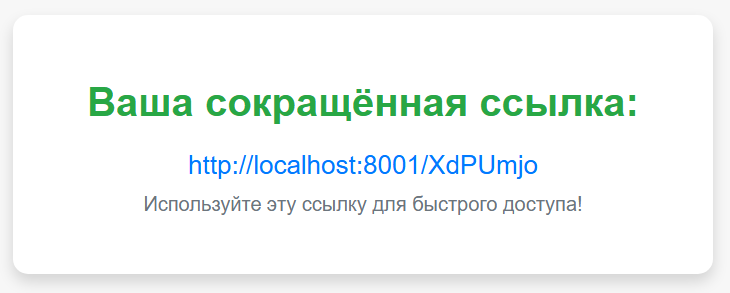 Ваша сокращённая ссылка:
http://localhost:8001/XdPUmjo
Используйте эту ссылку для быстрого доступа!